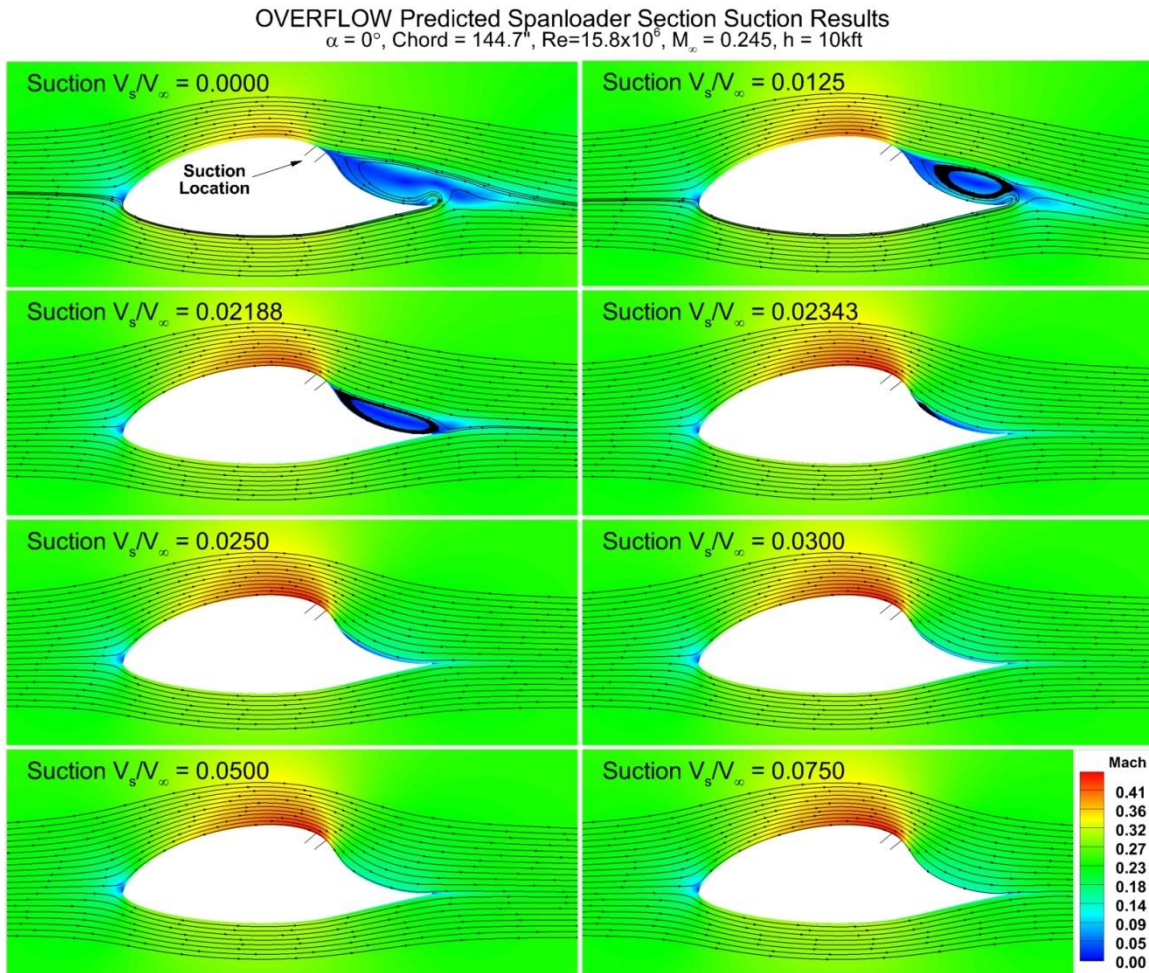 OVERFLOW Predicted Spanloader Section Suction Results
α = 0°, Chord = 144.7", Re=15.8x10⁶, M∞ = 0.245, h = 10kft
Suction Vₛ/V∞ = 0.0000
Suction Vₛ/V∞ = 0.0125
Suction
Location
Suction Vₛ/V∞ = 0.02188
Suction Vₛ/V∞ = 0.02343
Suction Vₛ/V∞ = 0.0250
Suction Vₛ/V∞ = 0.0300
Suction Vₛ/V∞ = 0.0500
Suction Vₛ/V∞ = 0.0750
Mach
0.41
0.36
0.32
0.27
0.23
0.18
0.14
0.09
0.00